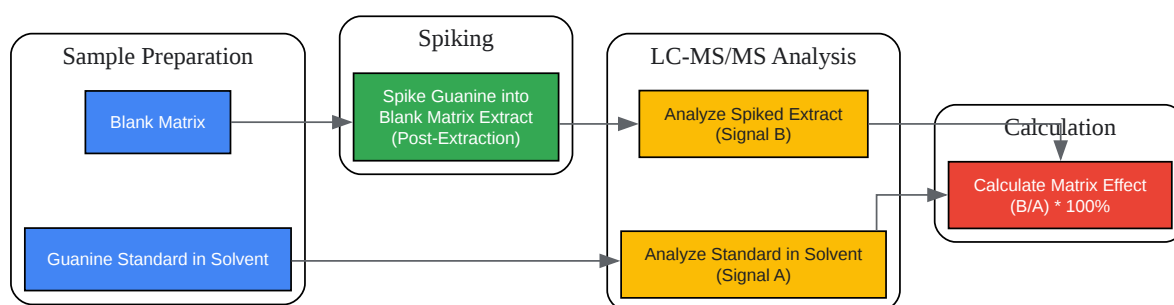 Sample Preparation
Blank Matrix
Guanine Standard in Solvent
Spiking
Spike Guanine into
Blank Matrix Extract
(Post-Extraction)
LC-MS/MS Analysis
Analyze Spiked Extract
(Signal B)
Analyze Standard in Solvent
(Signal A)
Calculation
Calculate Matrix Effect
(B/A) * 100%